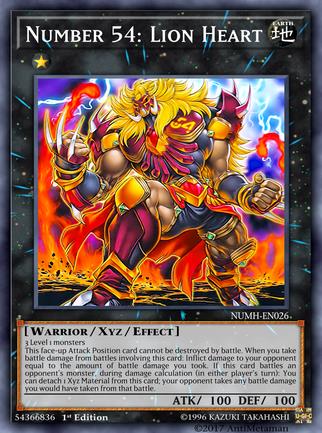 Number 54: Lion Heart
EARTH
地
NUMH-EN026
[Warrior/Xyz/Effect]
3 Level 1 monsters
This face-up Attack Position card cannot be destroyed by battle. When you take
battle damage from battles involving this card: Inflict damage to your opponent
equal to the amount of battle damage you took. If this card battles an
opponent's monster, during damage calculation (in either player's turn): You
can detach 1 Xyz Material from this card; your opponent takes any battle damage
you would have taken from that battle.
ATK/ 100 DEF/ 100
54366836 1st Edition ©1996 KAZUKI TAKAHASHI
©2017 AntiMetaman